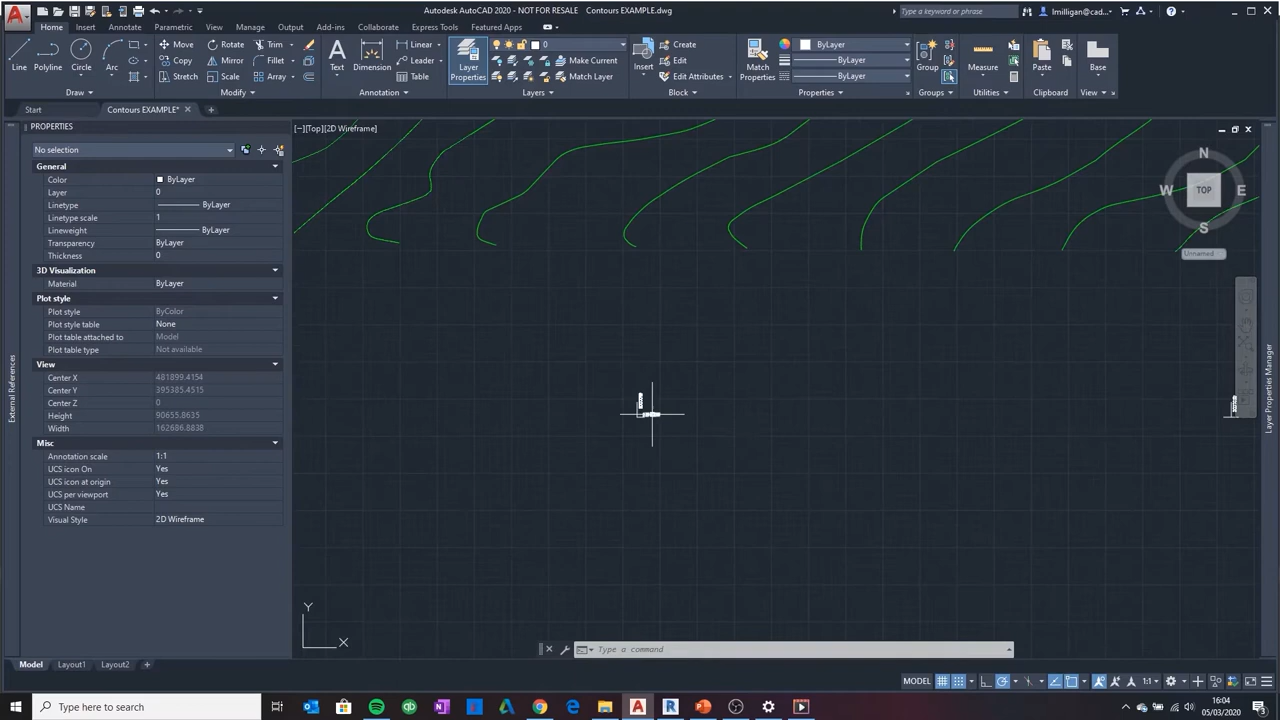 Autodesk AutoCAD 2020 - NOT FOR RESALE Contours EXAMPLE.dwg
Type a keyword or phrase
lmilligan@cad...
Home Insert Annotate Parametric View Manage Output Add-ins Collaborate Express Tools Featured Apps
Line Polyline Circle Arc
Move Rotate Trim
Copy Mirror Fillet
Stretch Scale Array
Text Dimension
Linear
Leader
Table
Layer Properties
0
Make Current
Match Layer
Insert
Create
Edit
Edit Attributes
Match Properties
ByLayer
ByLayer
ByLayer
Group Measure Paste Base
Draw Modify Annotation Layers Block Properties Groups Utilities Clipboard View
Start Contours EXAMPLE*
PROPERTIES
[−][Top][2D Wireframe]
No selection
General
Color ByLayer
Layer 0
Linetype ByLayer
Linetype scale 1
Lineweight ByLayer
Transparency ByLayer
Thickness 0
3D Visualization
Material ByLayer
Plot style
Plot style ByColor
Plot style table None
Plot table attached to Model
Plot table type Not available
View
Center X 481899.4154
Center Y 395385.4515
Center Z 0
Height 90655.8635
Width 162686.8838
Misc
Annotation scale 1:1
UCS icon On Yes
UCS icon at origin Yes
UCS per viewport Yes
UCS Name
Visual Style 2D Wireframe
External References
N
W TOP E
S
Unnamed
Layer Properties Manager
Y
X
Type a command
Model Layout1 Layout2
MODEL 1:1
Type here to search
16:04
05/03/2020